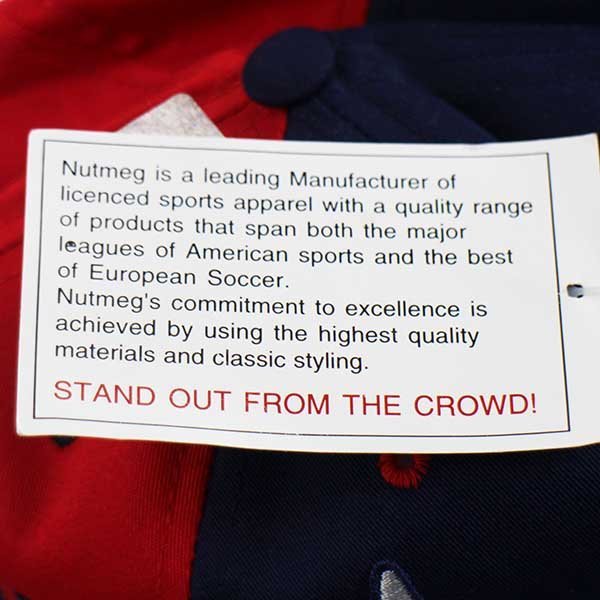 Nutmeg is a leading Manufacturer of
licenced sports apparel with a quality range
of products that span both the major
leagues of American sports and the best
of European Soccer.
Nutmeg's commitment to excellence is
achieved by using the highest quality
materials and classic styling.
STAND OUT FROM THE CROWD!